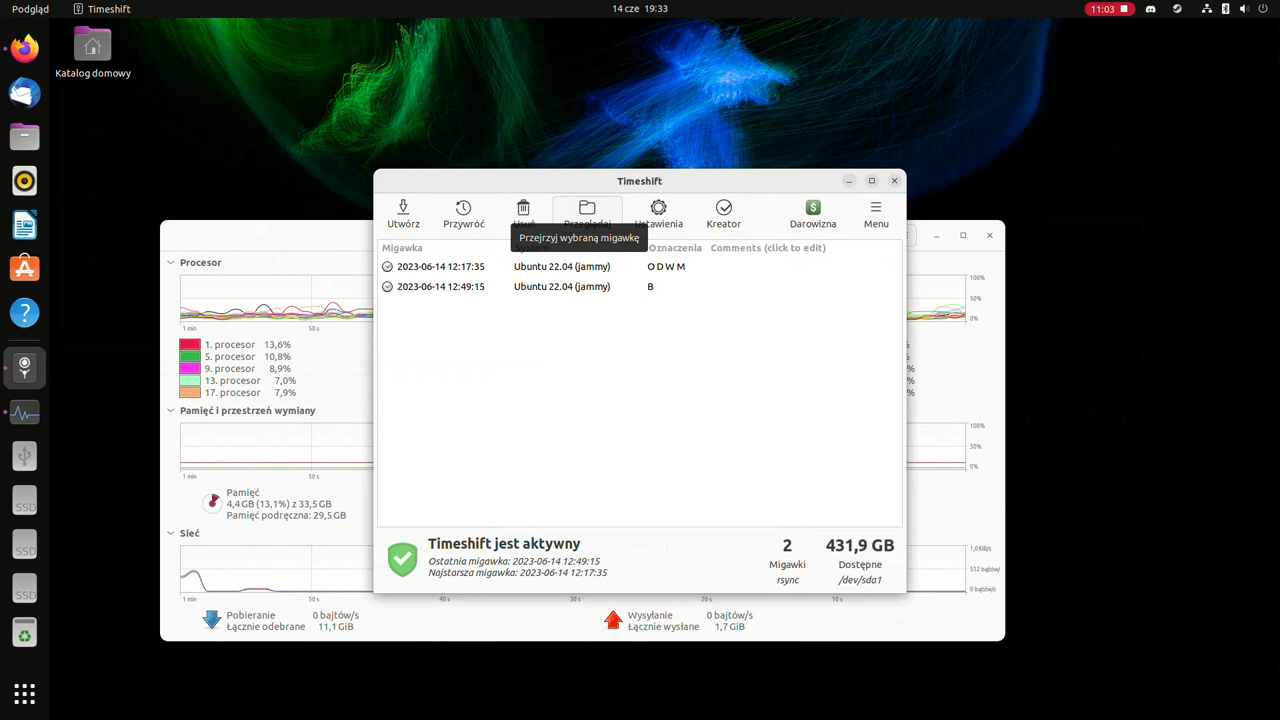 Podgląd
Timeshift
14 cze 19:33
11:03
Katalog domowy
Timeshift
Utwórz
Przywróć
Usuń
Przeglądaj
Ustawienia
Kreator
Darowizna
Menu
Przejrzyj wybraną migawkę
Migawka
Oznaczenia
Comments (click to edit)
2023-06-14 12:17:35
Ubuntu 22.04 (jammy)
O D W M
2023-06-14 12:49:15
Ubuntu 22.04 (jammy)
B
Timeshift jest aktywny
Ostatnia migawka: 2023-06-14 12:49:15
Najstarsza migawka: 2023-06-14 12:17:35
2
Migawki
rsync
431,9 GB
Dostępne
/dev/sda1
Procesor
100%
50%
0%
1 min
50 s
1. procesor 13,6%
5. procesor 10,8%
9. procesor 8,9%
13. procesor 7,0%
17. procesor 7,9%
%
%
%
Pamięć i przestrzeń wymiany
100%
50%
0%
1 min
50 s
Pamięć
4,4 GB (13,1%) z 33,5 GB
Pamięć podręczna: 29,5 GB
Sieć
1,0 KiB/s
512 bajtów/
0 bajtów/s
1 min
50 s
40 s
30 s
20 s
10 s
Pobieranie 0 bajtów/s
Łącznie odebrane 11,1 GiB
Wysyłanie 0 bajtów/s
Łącznie wysłane 1,7 GiB
SSD
SSD
SSD